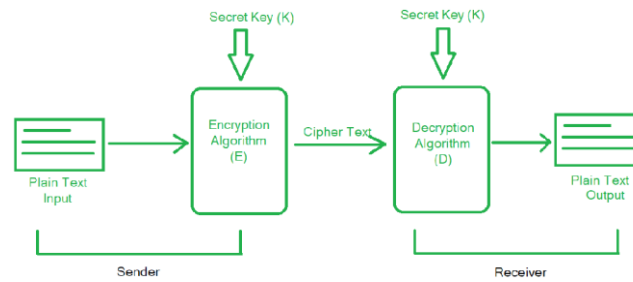 Secret Key (K)
Secret Key (K)
Encryption
Algorithm
(E)
Cipher Text
Decryption
Algorithm
(D)
Plain Text
Input
Plain Text
Output
Sender
Receiver